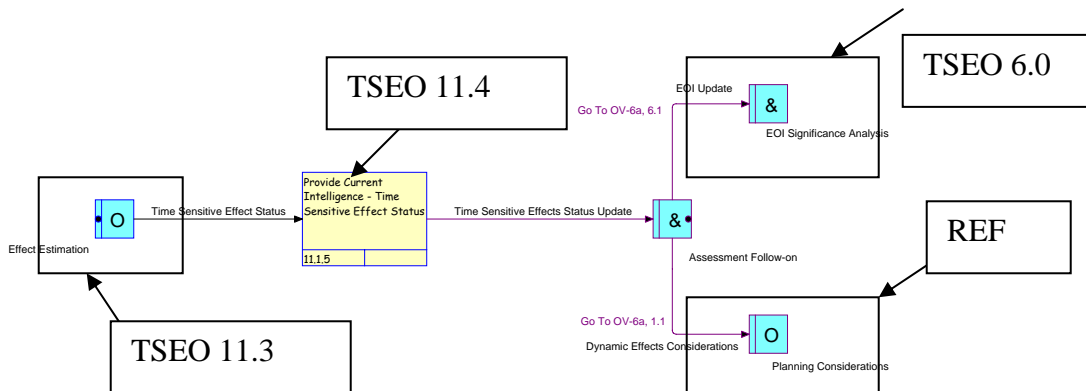 TSEO 6.0
TSEO 11.4
EOI Update
Go To OV-6a, 6.1
&
EOI Significance Analysis
Provide Current
Intelligence - Time
Sensitive Effect Status
O
Time Sensitive Effect Status
Time Sensitive Effects Status Update
&
Effect Estimation
11.1.5
Assessment Follow-on
REF
TSEO 11.3
Go To OV-6a, 1.1
O
Dynamic Effects Considerations
Planning Considerations